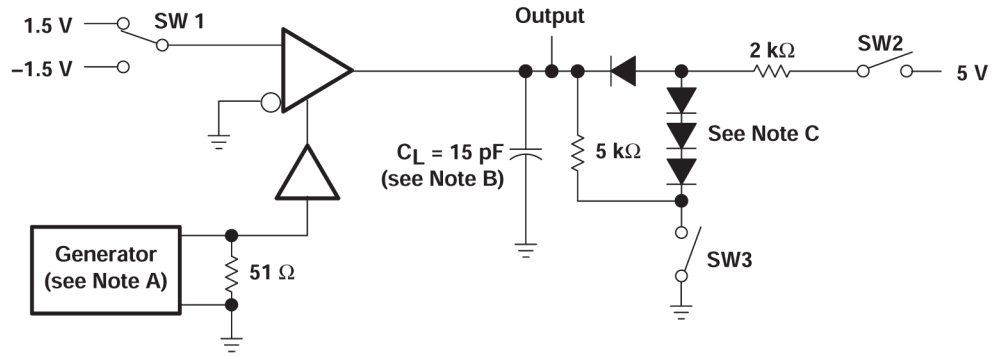 Output
1.5 V
SW 1
–1.5 V
2 kΩ
SW2
5 V
CL = 15 pF
(see Note B)
5 kΩ
See Note C
Generator
(see Note A)
51 Ω
SW3